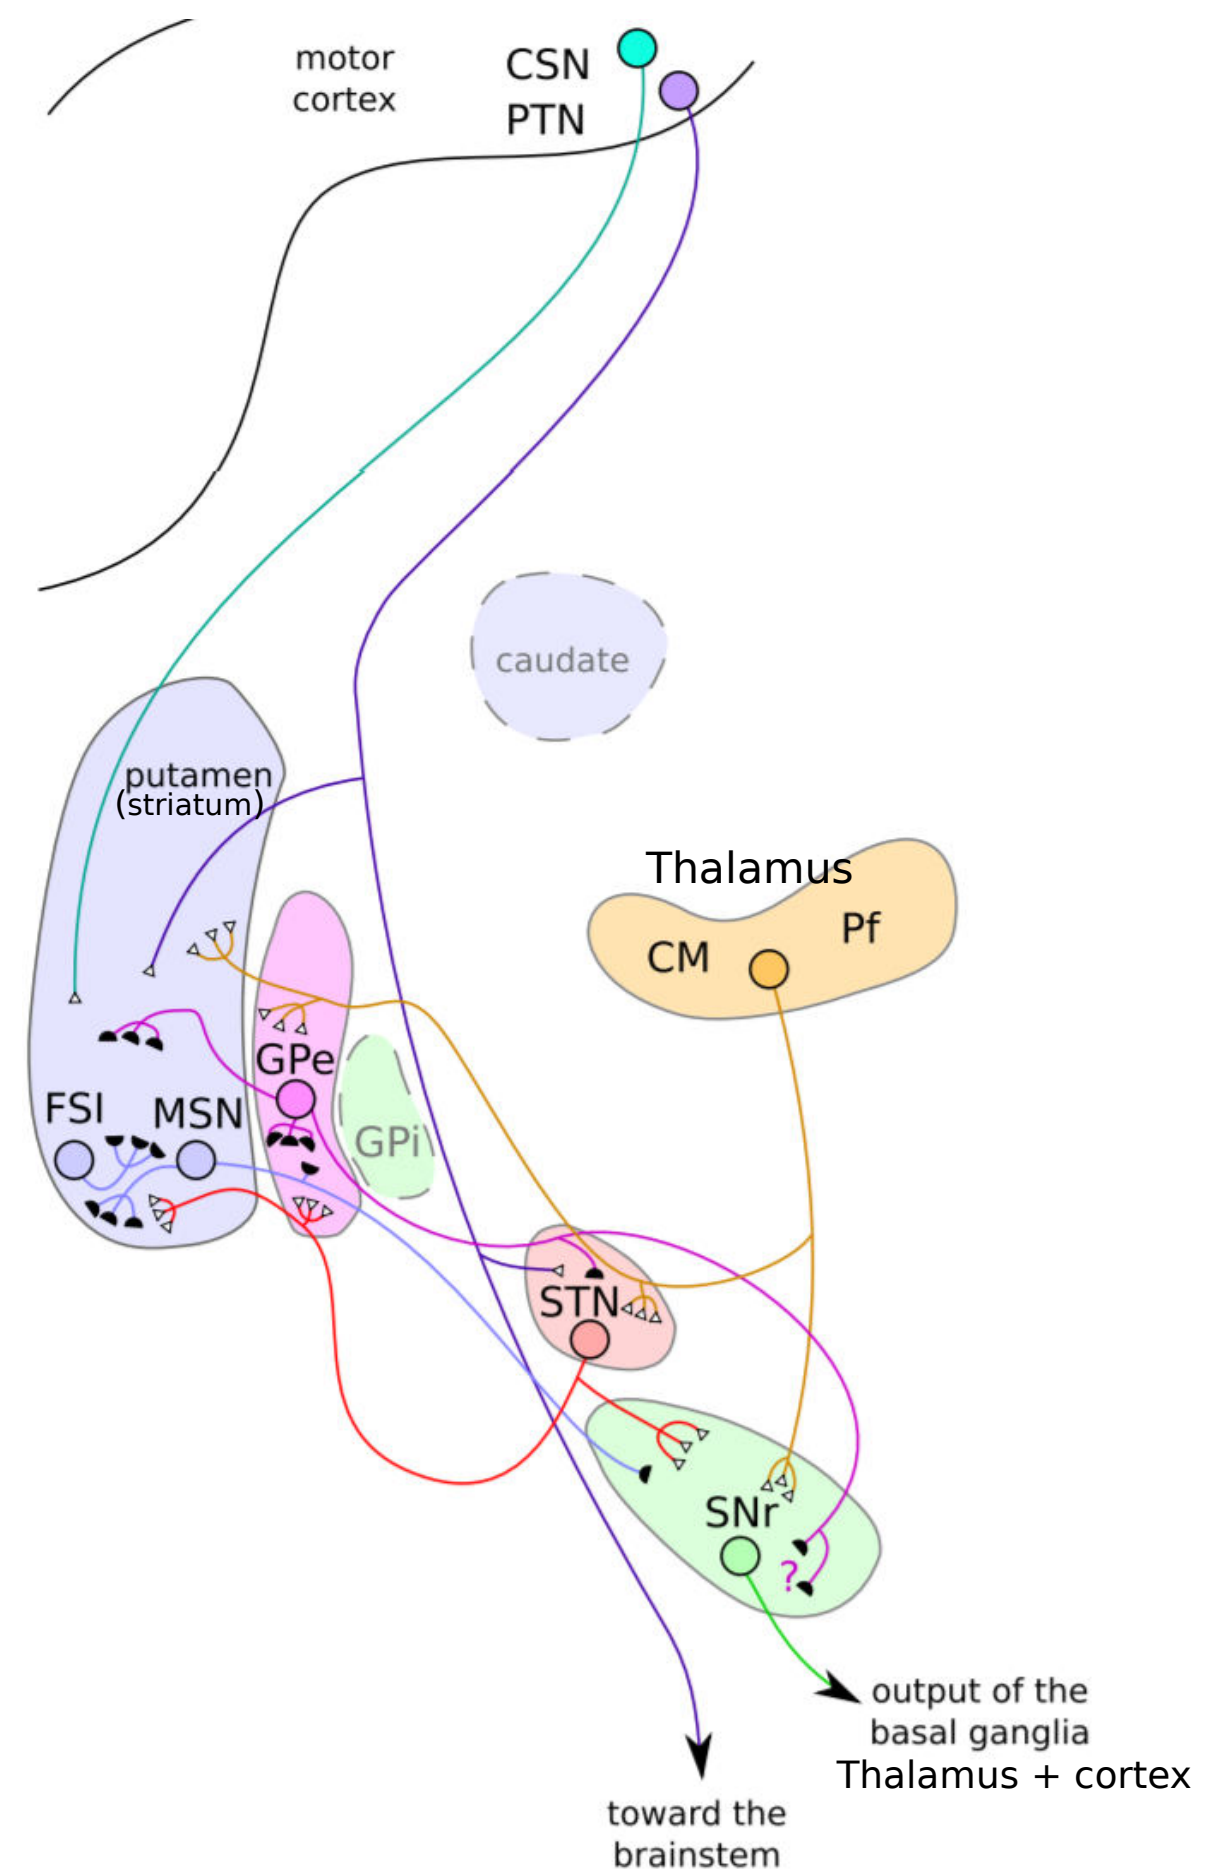 motor
cortex
CSN
PTN
caudate
putamen
(striatum)
Thalamus
CM
Pf
GPe
GPi
FSI
MSN
STN
SNr
?
output of the
basal ganglia
Thalamus + cortex
toward the
brainstem